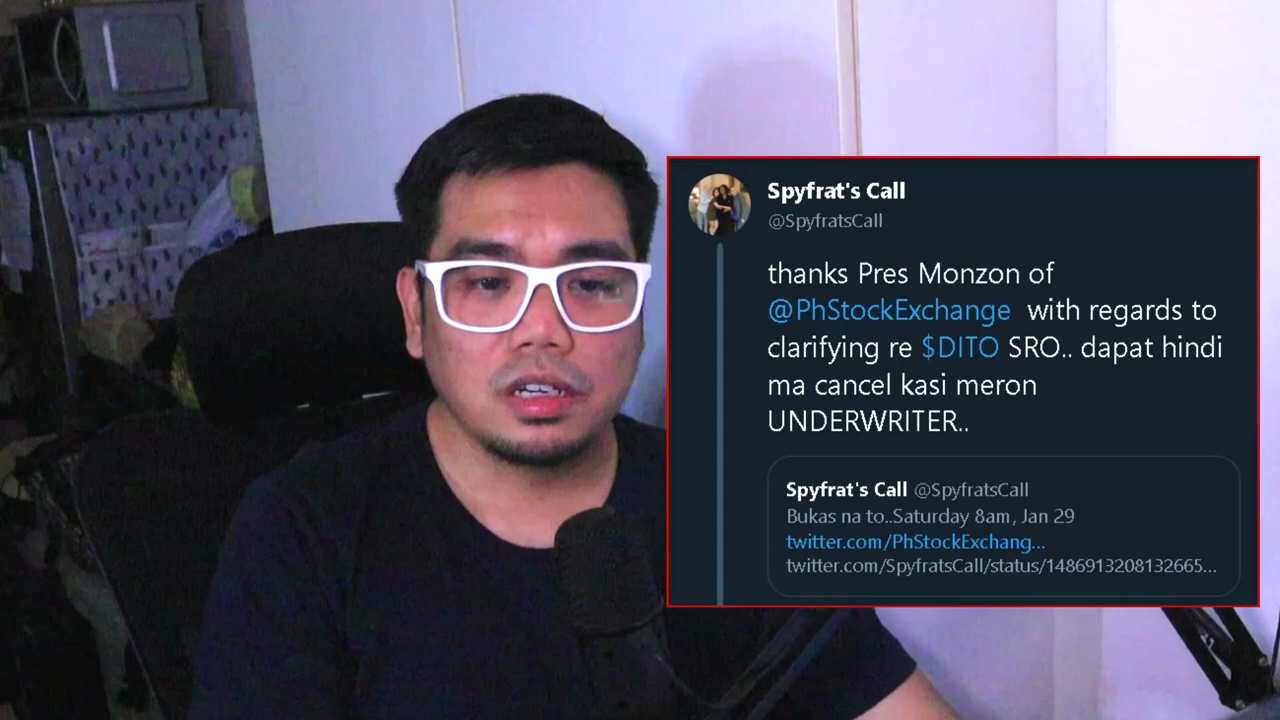 Spyfrat's Call
@SpyfratsCall
thanks Pres Monzon of
@PhStockExchange with regards to
clarifying re $DITO SRO.. dapat hindi
ma cancel kasi meron
UNDERWRITER..
Spyfrat's Call @SpyfratsCall
Bukas na to..Saturday 8am, Jan 29
twitter.com/PhStockExchang...
twitter.com/SpyfratsCall/status/1486913208132665...